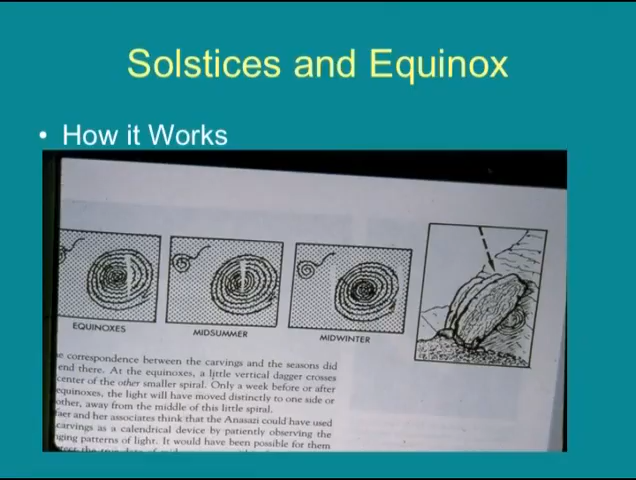 Solstices and Equinox
• How it Works
EQUINOXES
MIDSUMMER
MIDWINTER
e correspondence between the carvings and the seasons did
end there. At the equinoxes, a little vertical dagger crosses
center of the other smaller spiral. Only a week before or after
equinoxes, the light will have moved distinctly to one side or
other, away from the middle of this little spiral.
faer and her associates think that the Anasazi could have used
carvings as a calendrical device by patiently observing the
nging patterns of light. It would have been possible for them